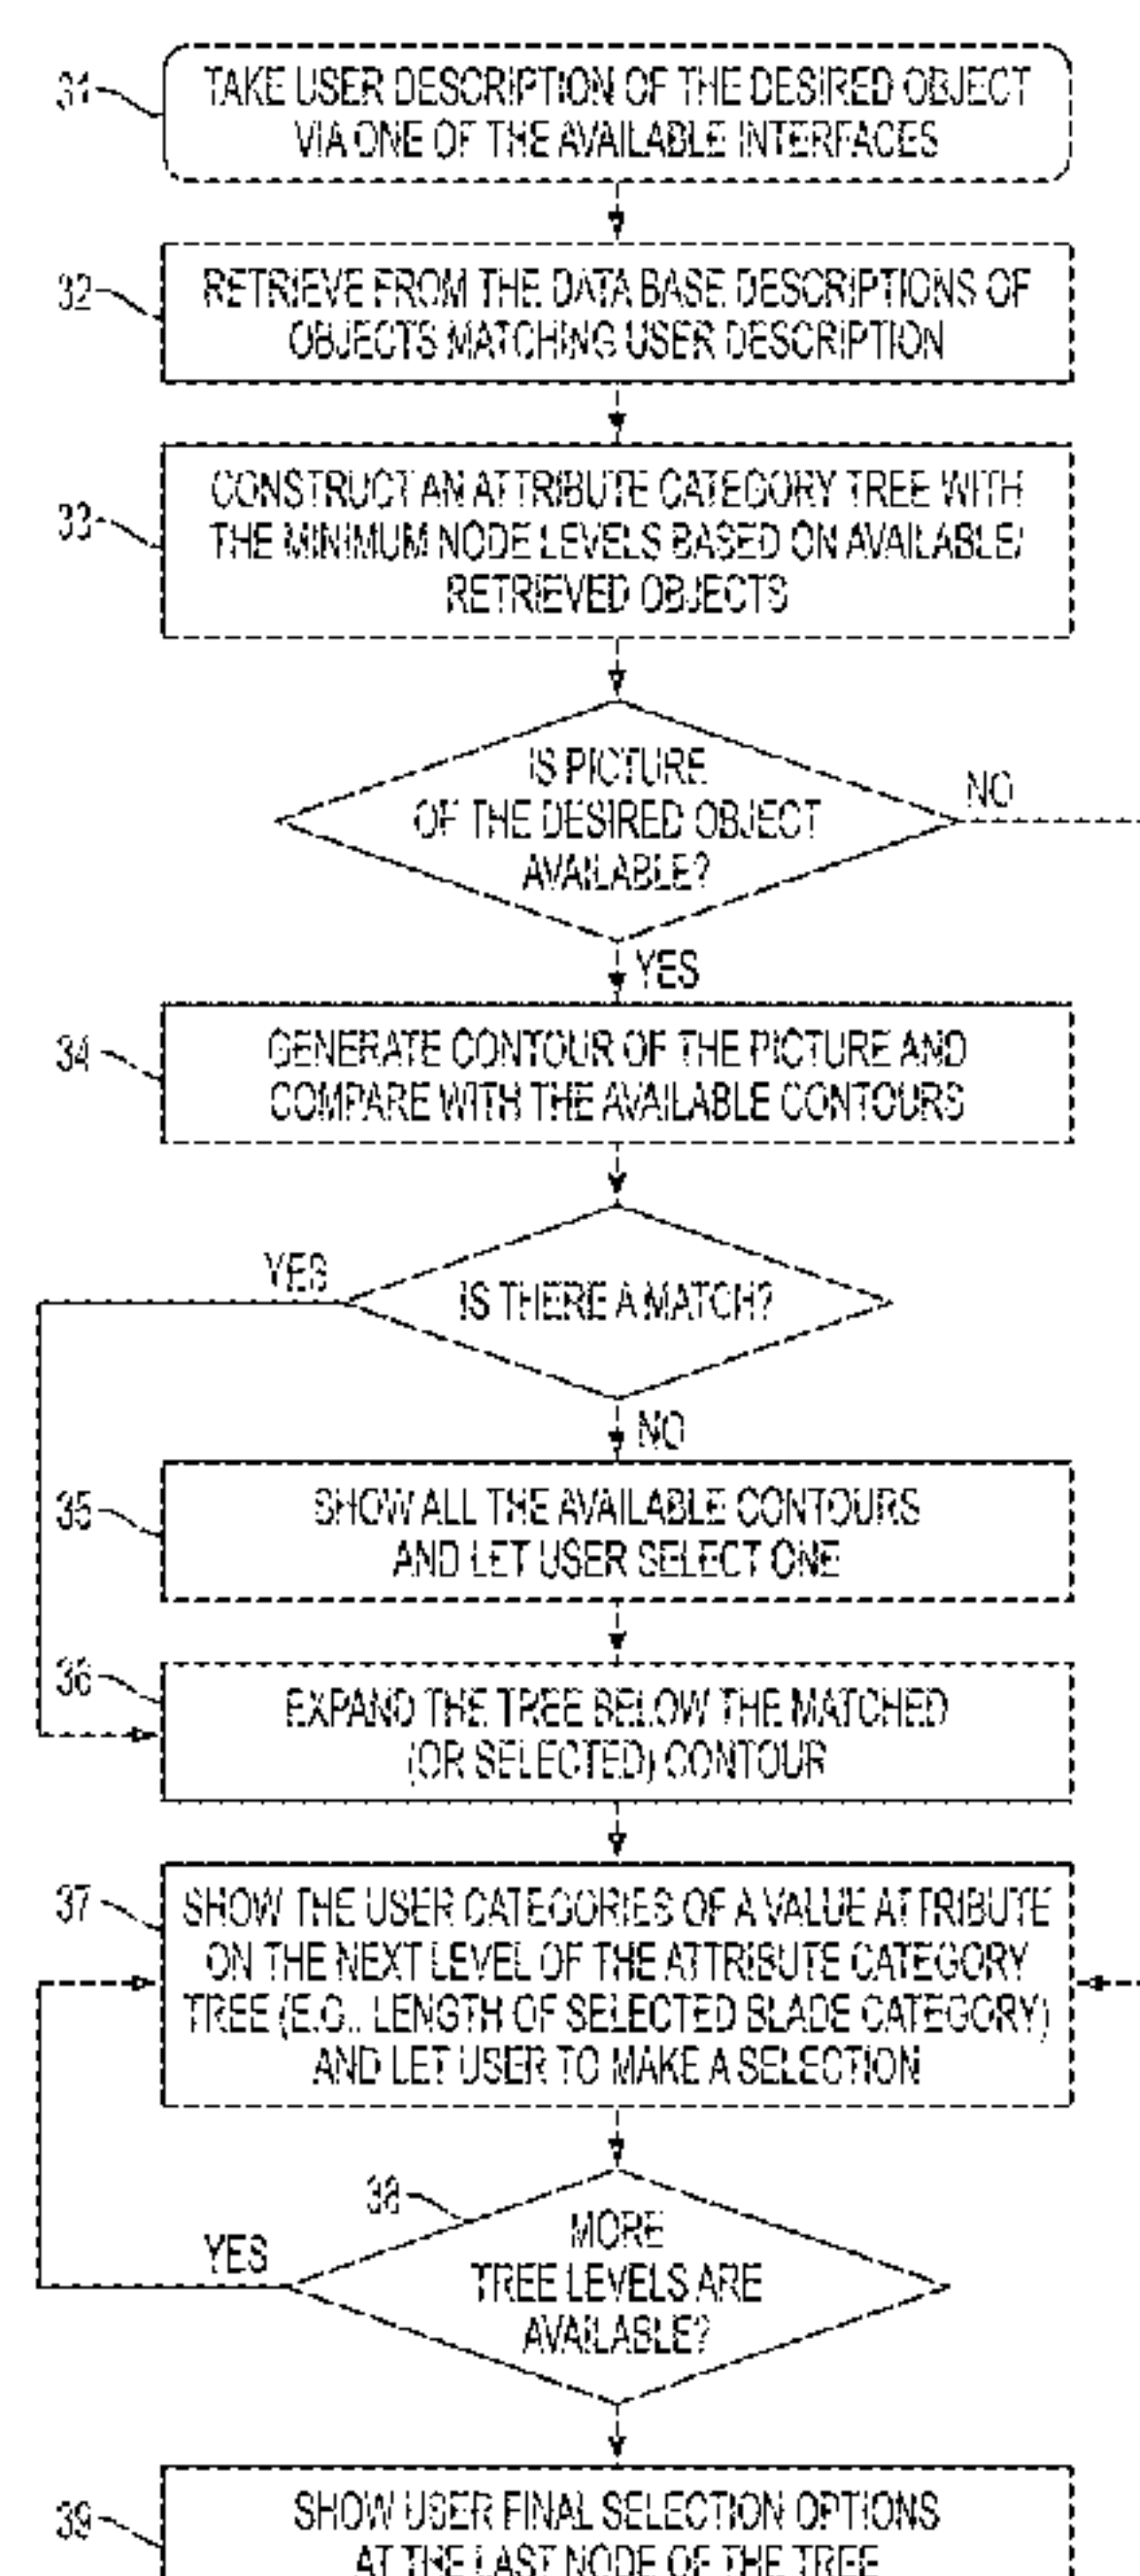 31
TAKE USER DESCRIPTION OF THE DESIRED OBJECT
VIA ONE OF THE AVAILABLE INTERFACES
32
RETRIEVE FROM THE DATA BASE DESCRIPTIONS OF
OBJECTS MATCHING USER DESCRIPTION
33
CONSTRUCT AN ATTRIBUTE CATEGORY TREE WITH
THE MINIMUM NODE LEVELS BASED ON AVAILABLE/
RETRIEVED OBJECTS
IS PICTURE
OF THE DESIRED OBJECT
AVAILABLE?
NO
YES
34
GENERATE CONTOUR OF THE PICTURE AND
COMPARE WITH THE AVAILABLE CONTOURS
YES
IS THERE A MATCH?
NO
35
SHOW ALL THE AVAILABLE CONTOURS
AND LET USER SELECT ONE
36
EXPAND THE TREE BELOW THE MATCHED
(OR SELECTED) CONTOUR
37
SHOW THE USER CATEGORIES OF A VALUE ATTRIBUTE
ON THE NEXT LEVEL OF THE ATTRIBUTE CATEGORY
TREE (E.G., LENGTH OF SELECTED BLADE CATEGORY)
AND LET USER TO MAKE A SELECTION
38
YES
MORE
TREE LEVELS ARE
AVAILABLE?
39
SHOW USER FINAL SELECTION OPTIONS
AT THE LAST NODE OF THE TREE